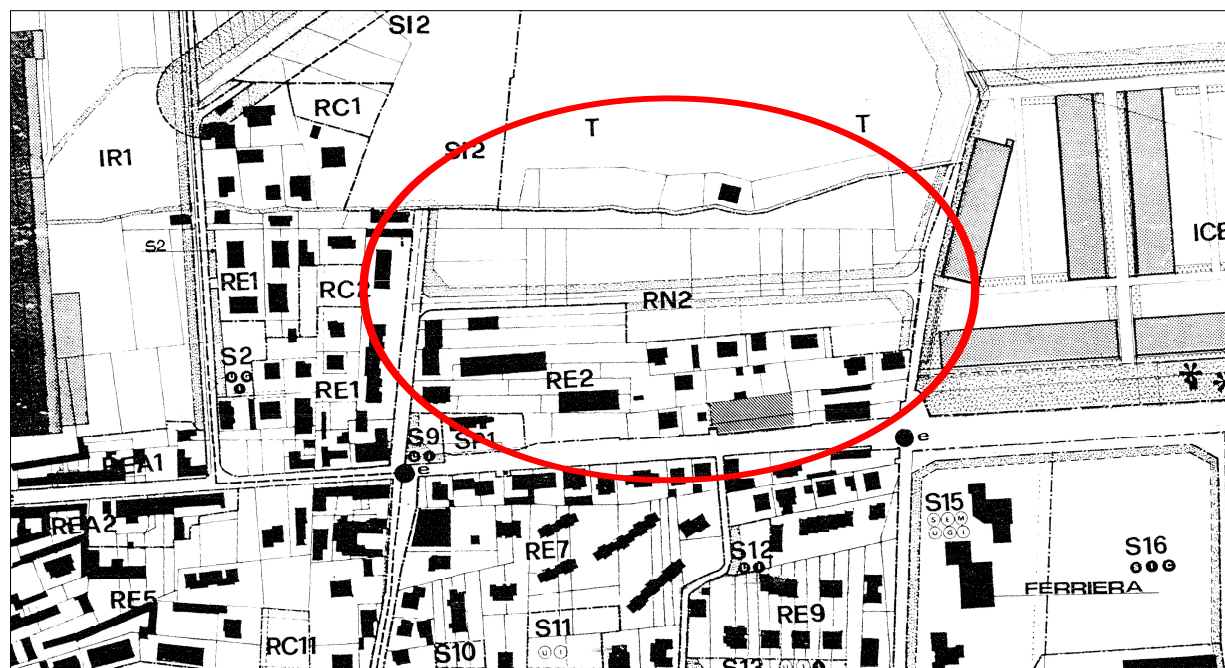 SI2
RC1
T
T
IR1
SI2
S2
ICE
RE1
RC2
RN2
S2
U G
I
RE1
RE2
S9
U I
e
e
REA1
REA2
RE7
S15
S E M
U G I
S12
U I
S16
FERRIERA
RE5
RE9
S11
U I
RC11
S10
S13